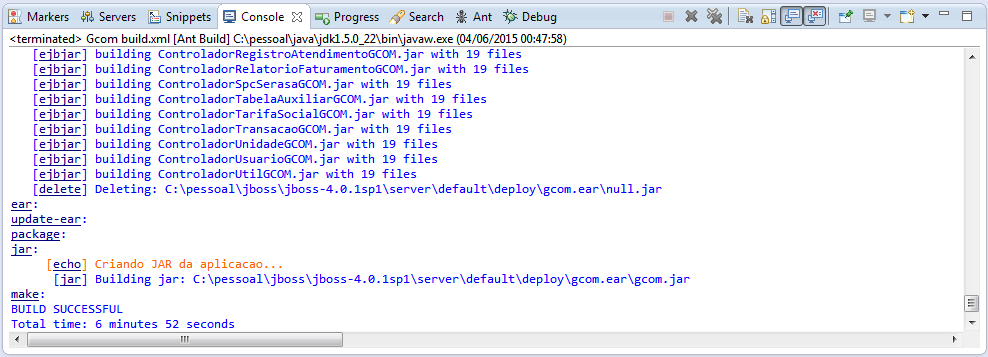 Markers Servers Snippets Console Progress Search Ant Debug
<terminated> Gcom build.xml [Ant Build] C:\pessoal\java\jdk1.5.0_22\bin\javaw.exe (04/06/2015 00:47:58)
[ejbjar] building ControladorRegistroAtendimentoGCOM.jar with 19 files
[ejbjar] building ControladorRelatorioFaturamentoGCOM.jar with 19 files
[ejbjar] building ControladorSpcSerasaGCOM.jar with 19 files
[ejbjar] building ControladorTabelaAuxiliarGCOM.jar with 19 files
[ejbjar] building ControladorTarifaSocialGCOM.jar with 19 files
[ejbjar] building ControladorTransacaoGCOM.jar with 19 files
[ejbjar] building ControladorUnidadeGCOM.jar with 19 files
[ejbjar] building ControladorUsuarioGCOM.jar with 19 files
[ejbjar] building ControladorUtilGCOM.jar with 19 files
[delete] Deleting: C:\pessoal\jboss\jboss-4.0.1sp1\server\default\deploy\gcom.ear\null.jar
ear:
update-ear:
package:
jar:
[echo] Criando JAR da aplicacao...
[jar] Building jar: C:\pessoal\jboss\jboss-4.0.1sp1\server\default\deploy\gcom.ear\gcom.jar
make:
BUILD SUCCESSFUL
Total time: 6 minutes 52 seconds